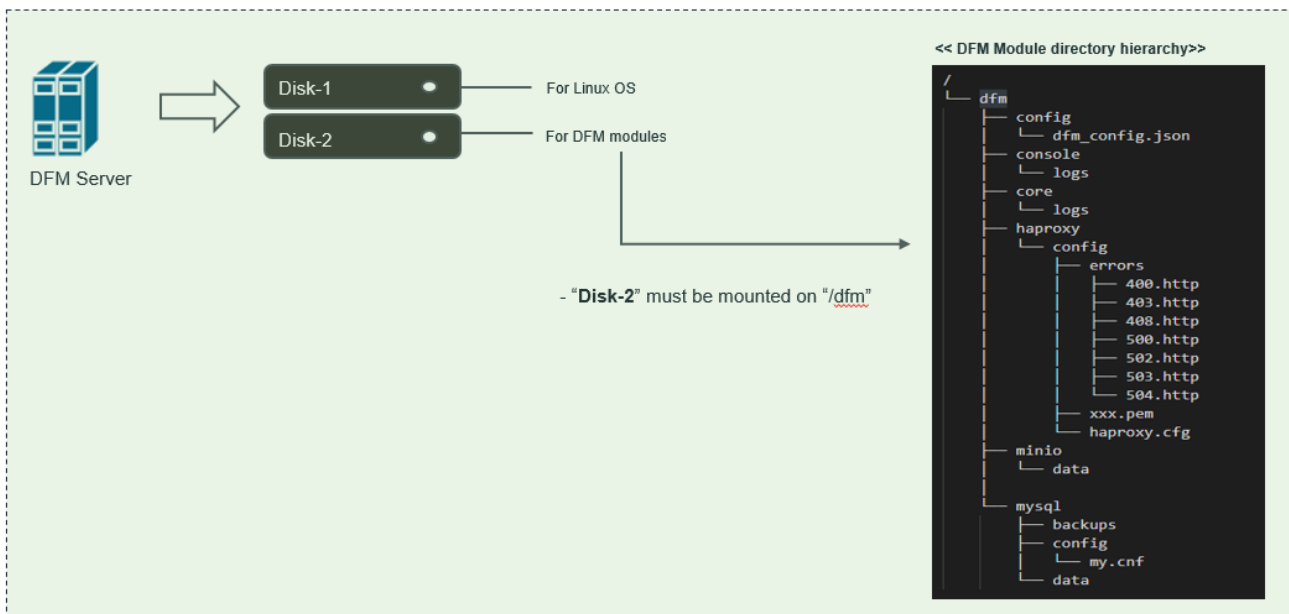 DFM Server
Disk-1
Disk-2
For Linux OS
For DFM modules
- “Disk-2” must be mounted on “/dfm”
<< DFM Module directory hierarchy>>
/
└── dfm
    ├── config
    │   └── dfm_config.json
    ├── console
    │   └── logs
    ├── core
    │   └── logs
    ├── haproxy
    │   └── config
    │       ├── errors
    │       │   ├── 400.http
    │       │   ├── 403.http
    │       │   ├── 408.http
    │       │   ├── 500.http
    │       │   ├── 502.http
    │       │   ├── 503.http
    │       │   └── 504.http
    │       ├── xxx.pem
    │       └── haproxy.cfg
    ├── minio
    │   └── data
    │
    └── mysql
        ├── backups
        ├── config
        │   └── my.cnf
        └── data